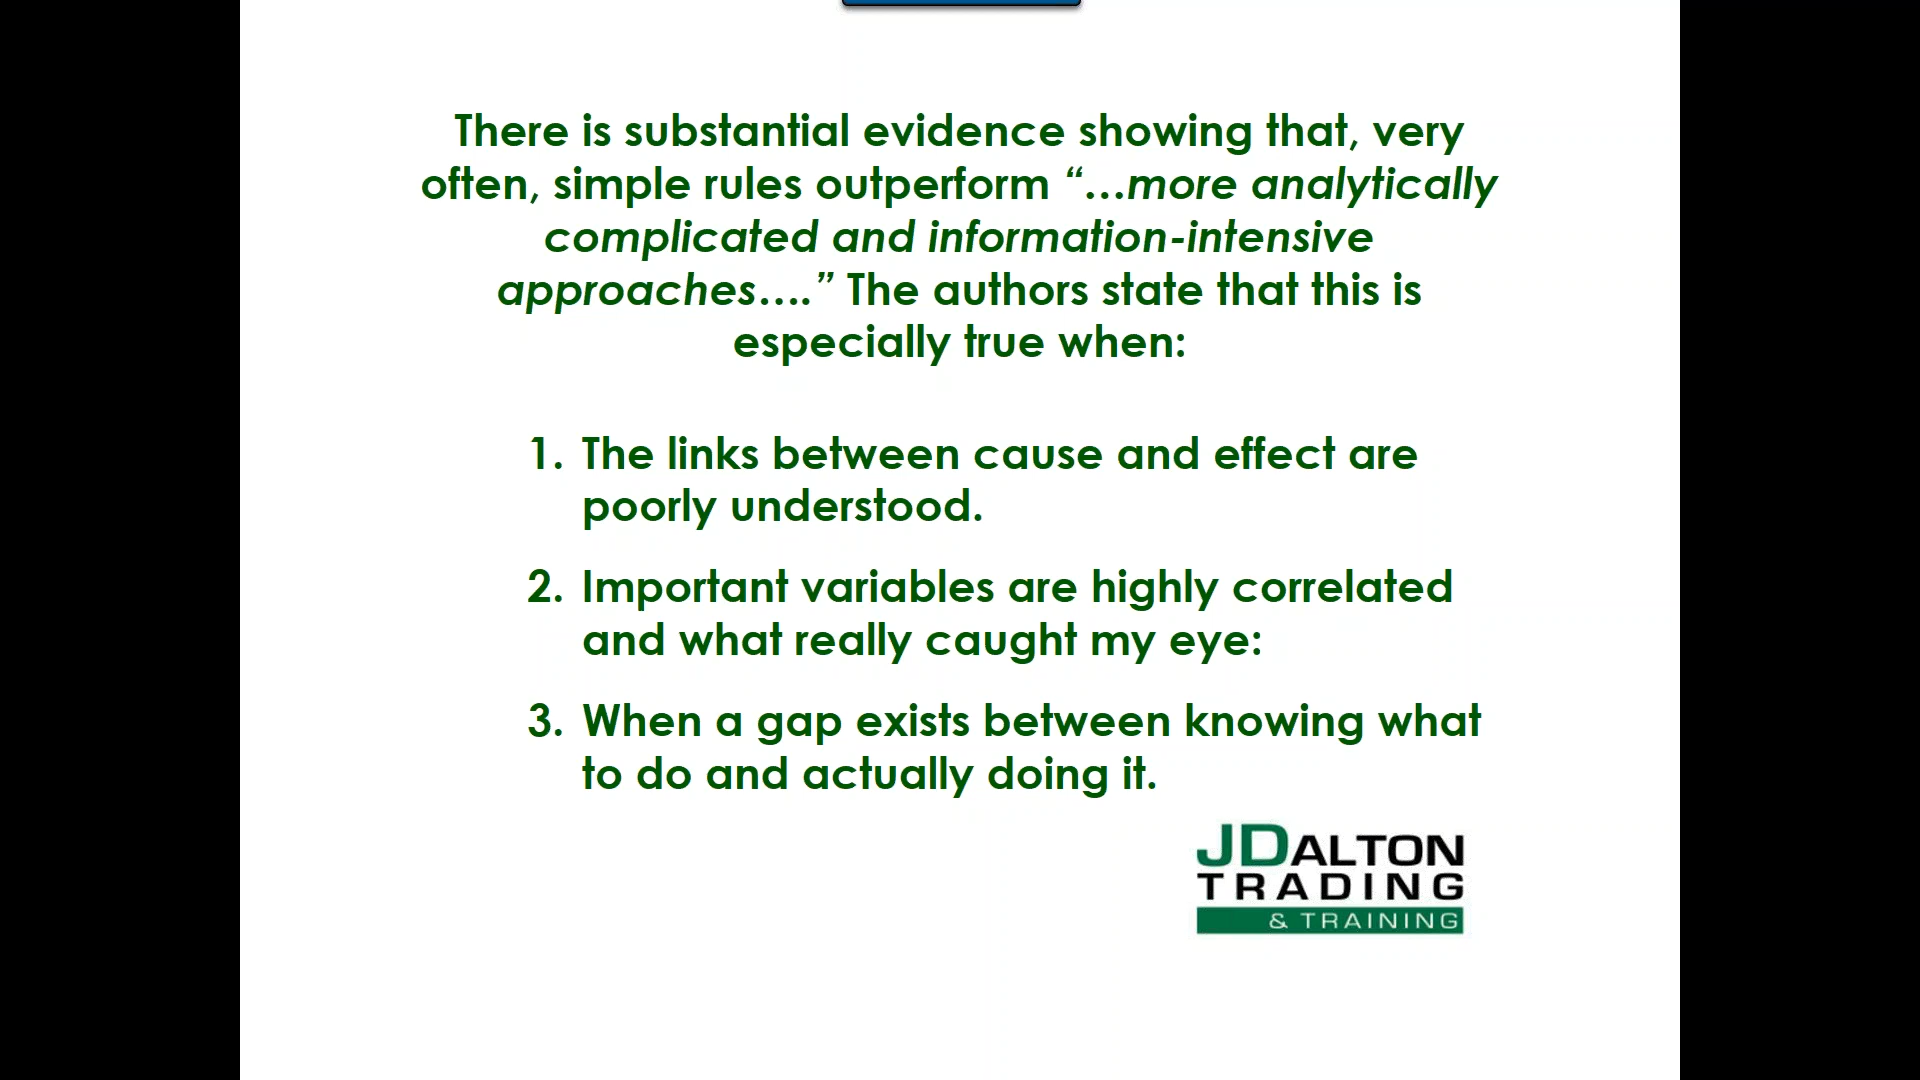 There is substantial evidence showing that, very
often, simple rules outperform “…more analytically
complicated and information-intensive
approaches….” The authors state that this is
especially true when:
1. The links between cause and effect are
poorly understood.
2. Important variables are highly correlated
and what really caught my eye:
3. When a gap exists between knowing what
to do and actually doing it.
JDALTON
TRADING
& TRAINING